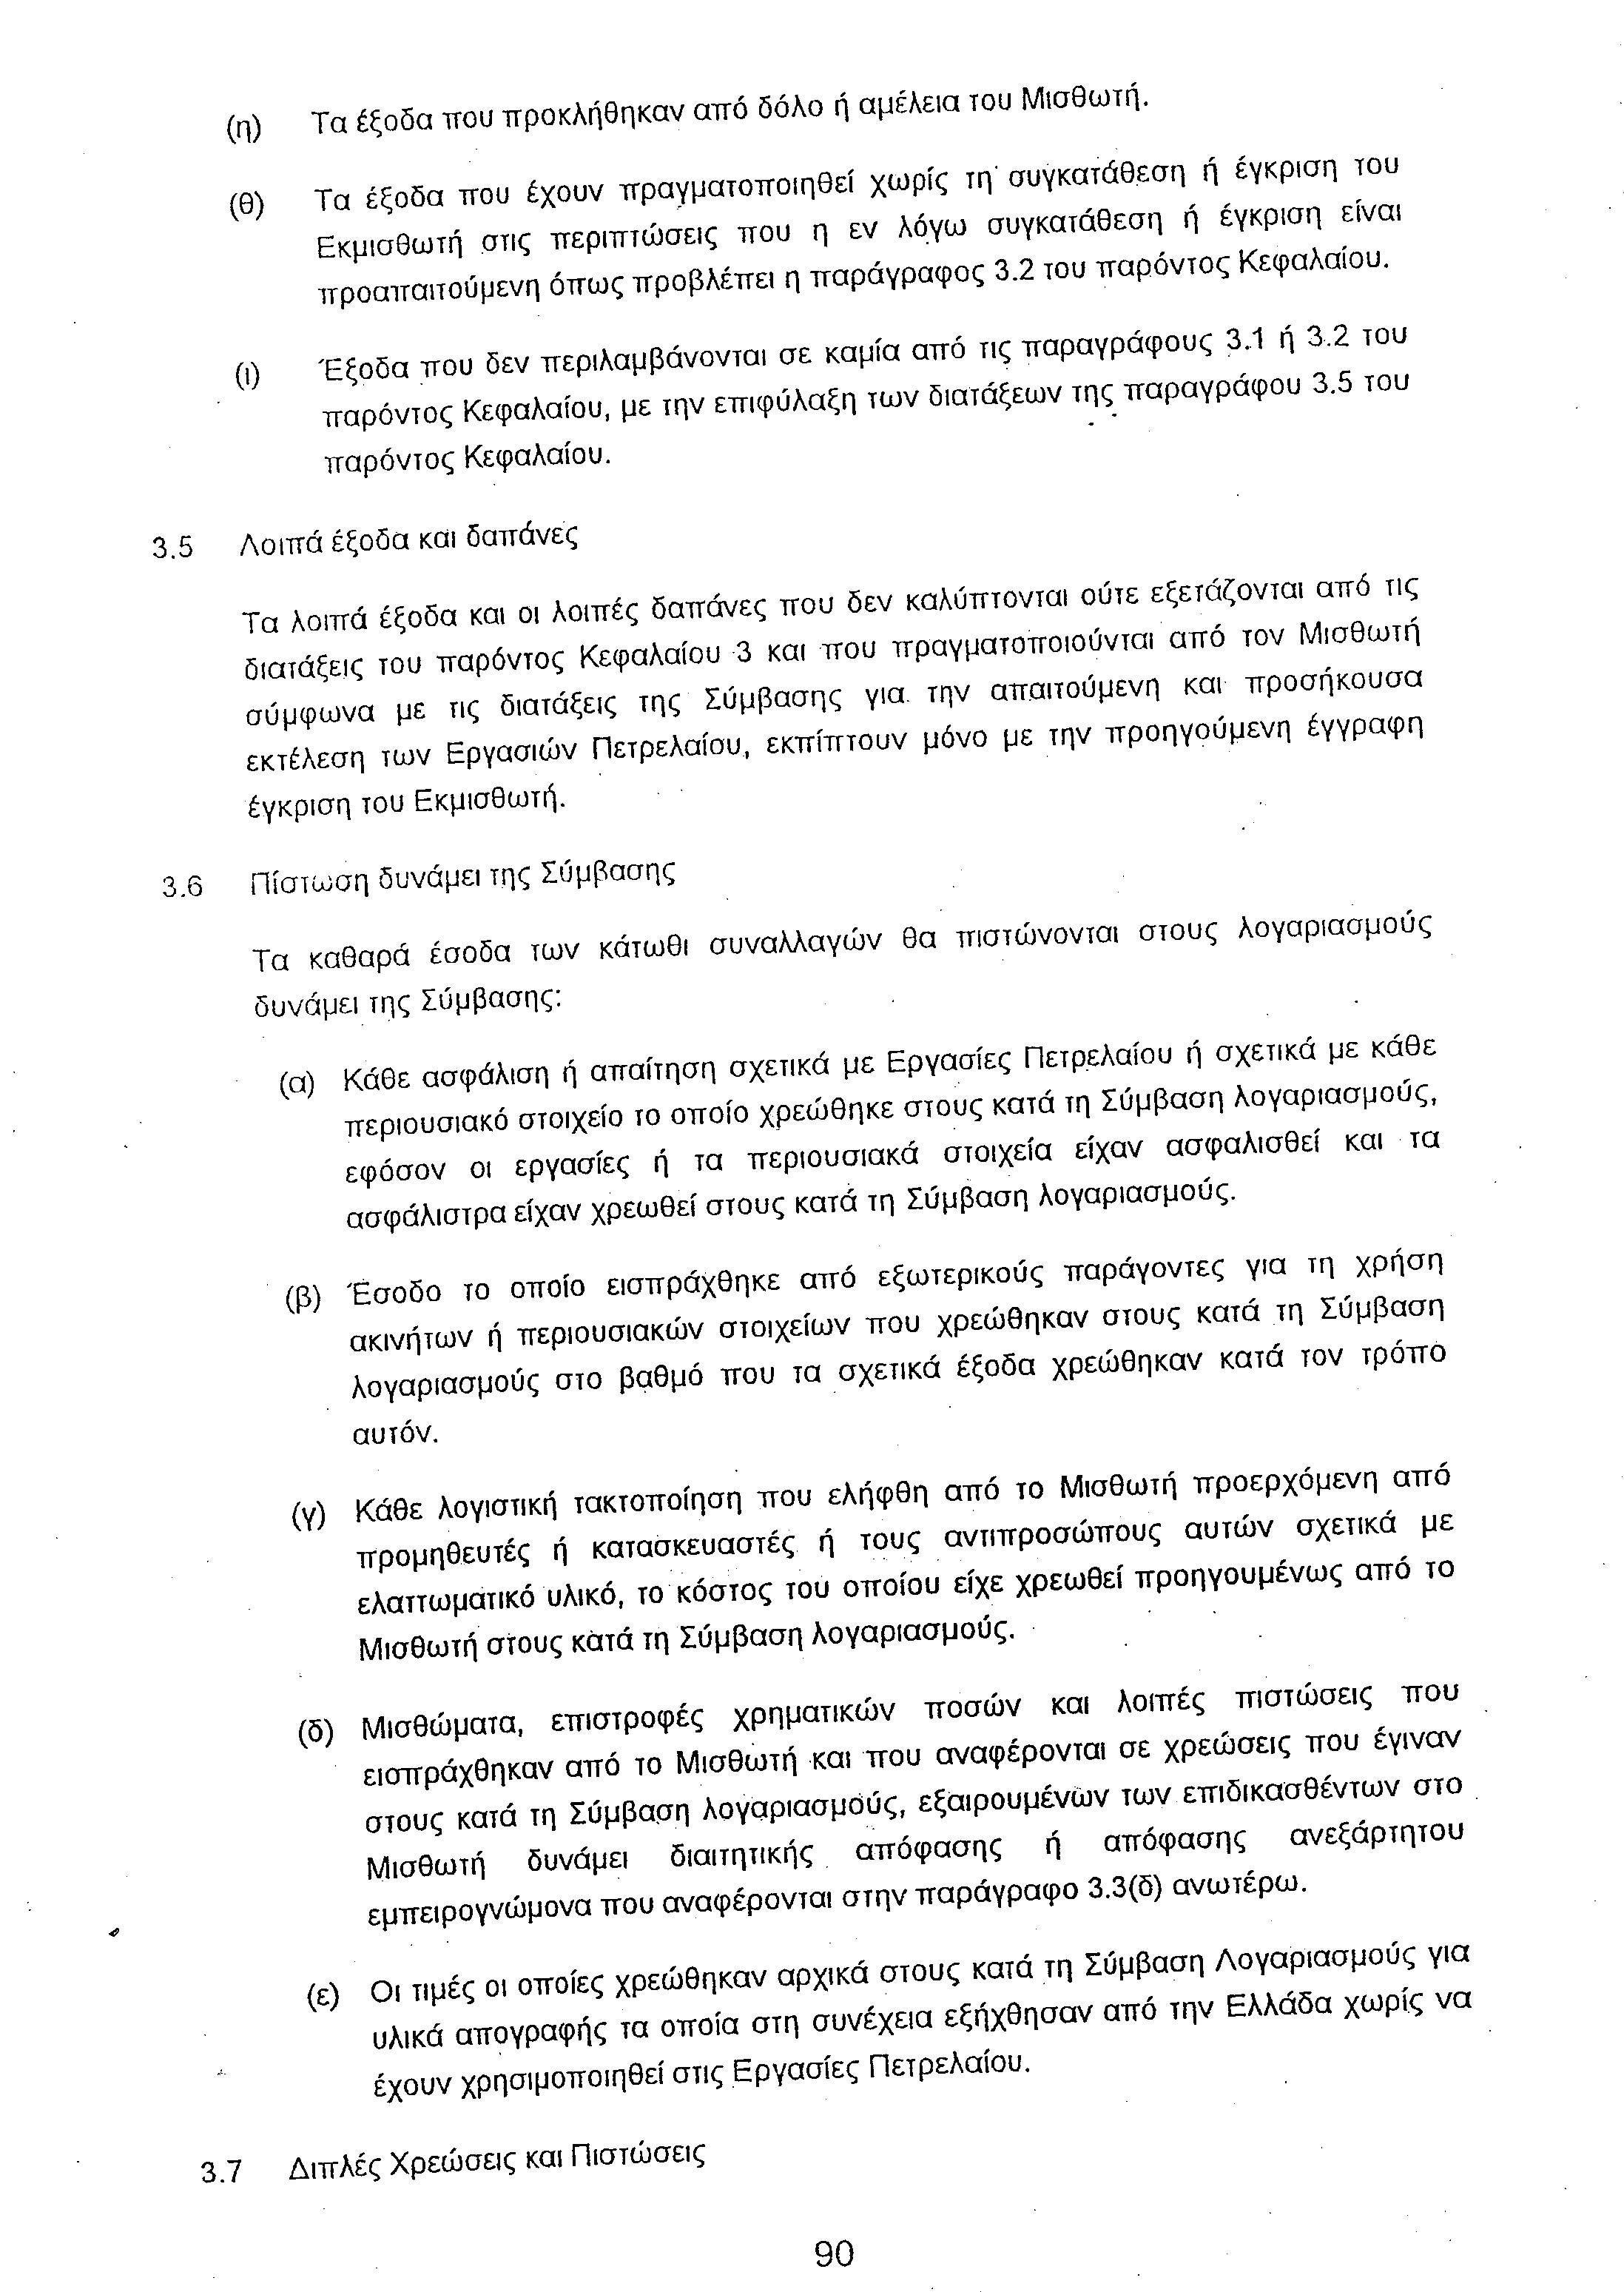 (η) Τα έξοδα που προκλήθηκαν από δόλο ή αμέλεια του Μισθωτή.
(θ) Τα έξοδα που έχουν πραγματοποιηθεί χωρίς τη συγκατάθεση ή έγκριση του
Εκμισθωτή στις περιπτώσεις που η εν λόγω συγκατάθεση ή έγκριση είναι
προαπαιτούμενη όπως προβλέπει η παράγραφος 3.2 του παρόντος Κεφαλαίου.
(ι) Έξοδα που δεν περιλαμβάνονται σε καμία από τις παραγράφους 3.1 ή 3.2 του
παρόντος Κεφαλαίου, με την επιφύλαξη των διατάξεων της παραγράφου 3.5 του
παρόντος Κεφαλαίου.
3.5 Λοιπά έξοδα και δαπάνες
Τα λοιπά έξοδα και οι λοιπές δαπάνες που δεν καλύπτονται ούτε εξετάζονται από τις
διατάξεις του παρόντος Κεφαλαίου 3 και που πραγματοποιούνται από τον Μισθωτή
σύμφωνα με τις διατάξεις της Σύμβασης για την απαιτούμενη και προσήκουσα
εκτέλεση των Εργασιών Πετρελαίου, εκπίπτουν μόνο με την προηγούμενη έγγραφη
έγκριση του Εκμισθωτή.
3.6 Πίστωση δυνάμει της Σύμβασης
Τα καθαρά έσοδα των κάτωθι συναλλαγών θα πιστώνονται στους λογαριασμούς
δυνάμει της Σύμβασης:
(α) Κάθε ασφάλιση ή απαίτηση σχετικά με Εργασίες Πετρελαίου ή σχετικά με κάθε
περιουσιακό στοιχείο το οποίο χρεώθηκε στους κατά τη Σύμβαση λογαριασμούς,
εφόσον οι εργασίες ή τα περιουσιακά στοιχεία είχαν ασφαλισθεί και τα
ασφάλιστρα είχαν χρεωθεί στους κατά τη Σύμβαση λογαριασμούς.
(β) Έσοδο το οποίο εισπράχθηκε από εξωτερικούς παράγοντες για τη χρήση
ακινήτων ή περιουσιακών στοιχείων που χρεώθηκαν στους κατά τη Σύμβαση
λογαριασμούς στο βαθμό που τα σχετικά έξοδα χρεώθηκαν κατά τον τρόπο
αυτόν.
(γ) Κάθε λογιστική τακτοποίηση που ελήφθη από το Μισθωτή προερχόμενη από
προμηθευτές ή κατασκευαστές ή τους αντιπροσώπους αυτών σχετικά με
ελαττωματικό υλικό, το κόστος του οποίου είχε χρεωθεί προηγουμένως από το
Μισθωτή στους κατά τη Σύμβαση λογαριασμούς.
(δ) Μισθώματα, επιστροφές χρηματικών ποσών και λοιπές πιστώσεις που
εισπράχθηκαν από το Μισθωτή και που αναφέρονται σε χρεώσεις που έγιναν
στους κατά τη Σύμβαση λογαριασμούς, εξαιρουμένων των επιδικασθέντων στο
Μισθωτή δυνάμει διαιτητικής απόφασης ή απόφασης ανεξάρτητου
εμπειρογνώμονα που αναφέρονται στην παράγραφο 3.3(δ) ανωτέρω.
(ε) Οι τιμές οι οποίες χρεώθηκαν αρχικά στους κατά τη Σύμβαση Λογαριασμούς για
υλικά απογραφής τα οποία στη συνέχεια εξήχθησαν από την Ελλάδα χωρίς να
έχουν χρησιμοποιηθεί στις Εργασίες Πετρελαίου.
3.7 Διπλές Χρεώσεις και Πιστώσεις
90